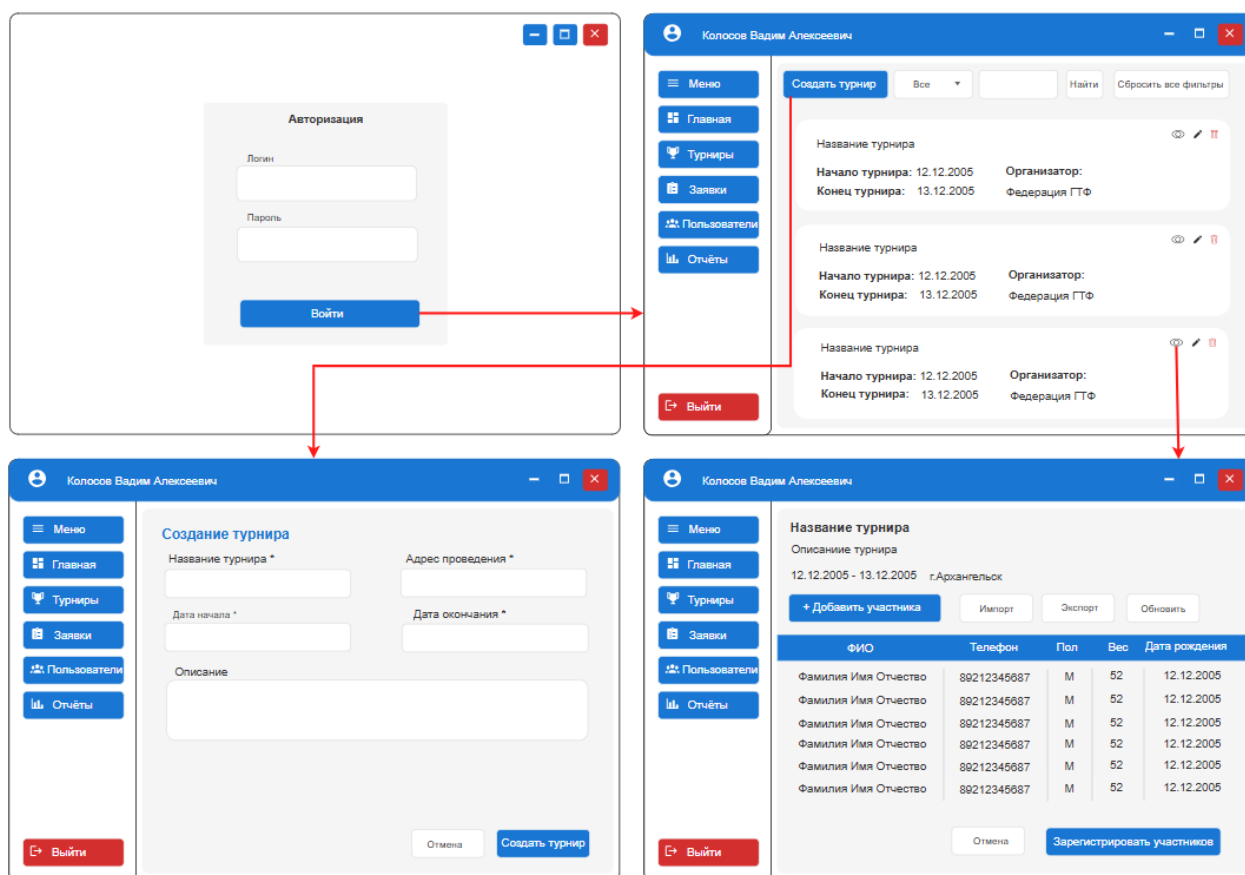 Авторизация
Логин
Пароль
Войти
Колосов Вадим Алексеевич
Меню
Главная
Турниры
Заявки
Пользователи
Отчёты
Выйти
Создать турнир Все Найти Сбросить все фильтры
Название турнира
Начало турнира: 12.12.2005 Организатор:
Конец турнира: 13.12.2005 Федерация ГТФ
Название турнира
Начало турнира: 12.12.2005 Организатор:
Конец турнира: 13.12.2005 Федерация ГТФ
Название турнира
Начало турнира: 12.12.2005 Организатор:
Конец турнира: 13.12.2005 Федерация ГТФ
Колосов Вадим Алексеевич
Меню
Главная
Турниры
Заявки
Пользователи
Отчёты
Выйти
Создание турнира
Название турнира * Адрес проведения *
Дата начала * Дата окончания *
Описание
Отмена Создать турнир
Колосов Вадим Алексеевич
Меню
Главная
Турниры
Заявки
Пользователи
Отчёты
Выйти
Название турнира
Описаниие турнира
12.12.2005 - 13.12.2005 г.Архангельск
+ Добавить участника Импорт Экспорт Обновить
ФИО Телефон Пол Вес Дата рождения
Фамилия Имя Отчество 89212345687 М 52 12.12.2005
Фамилия Имя Отчество 89212345687 М 52 12.12.2005
Фамилия Имя Отчество 89212345687 М 52 12.12.2005
Фамилия Имя Отчество 89212345687 М 52 12.12.2005
Фамилия Имя Отчество 89212345687 М 52 12.12.2005
Фамилия Имя Отчество 89212345687 М 52 12.12.2005
Отмена Зарегистрировать участников